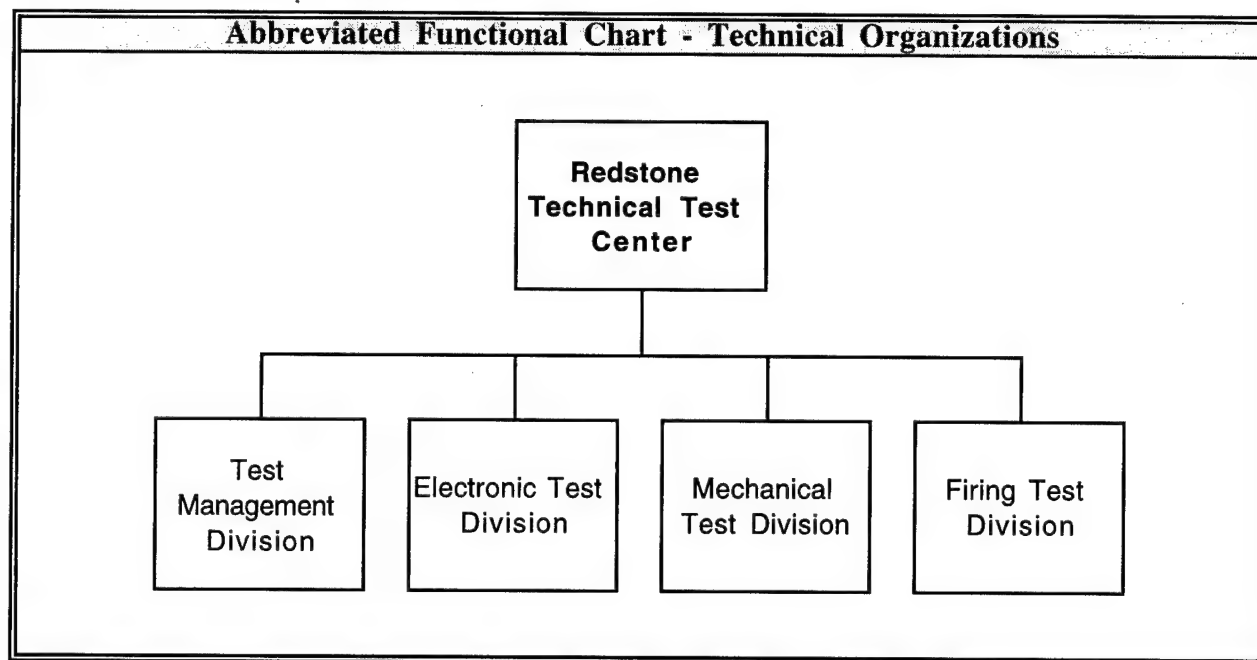 Abbreviated Functional Chart - Technical Organizations
Redstone
Technical Test
Center
Test
Management
Division
Electronic Test
Division
Mechanical
Test Division
Firing Test
Division